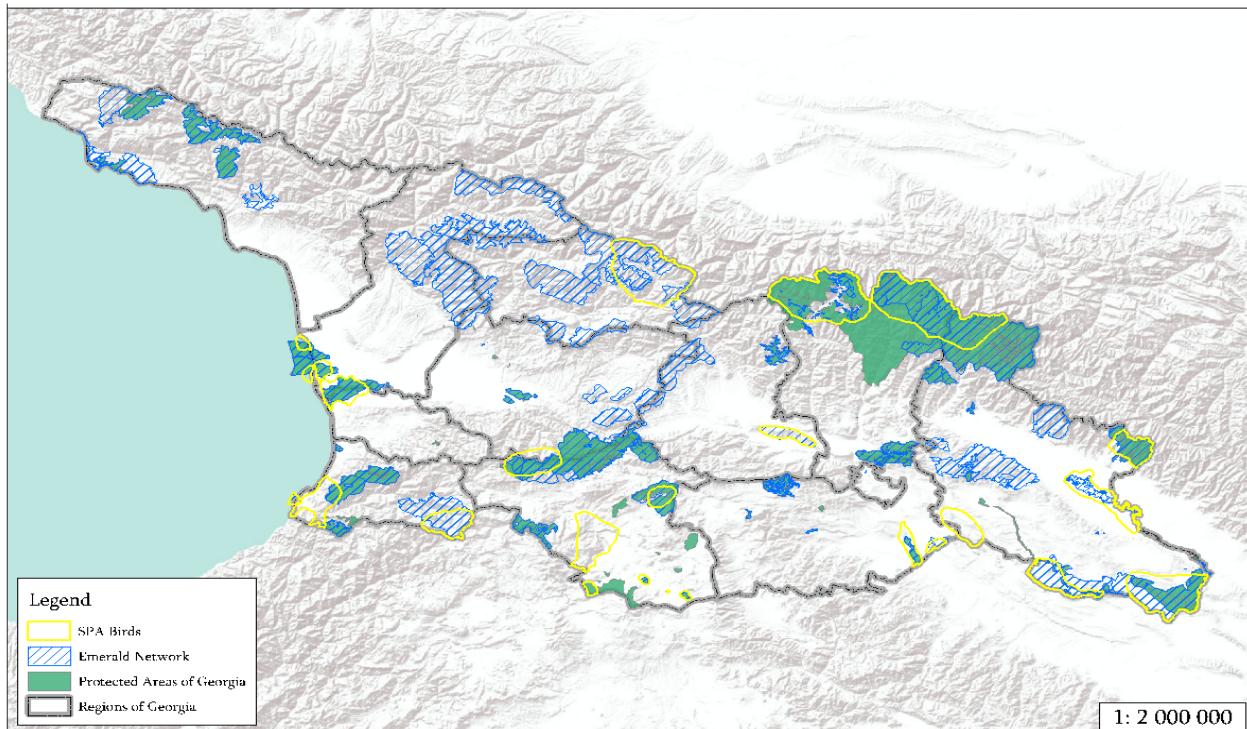 Legend
SPA Birds
Emerald Network
Protected Areas of Georgia
Regions of Georgia
1: 2 000 000